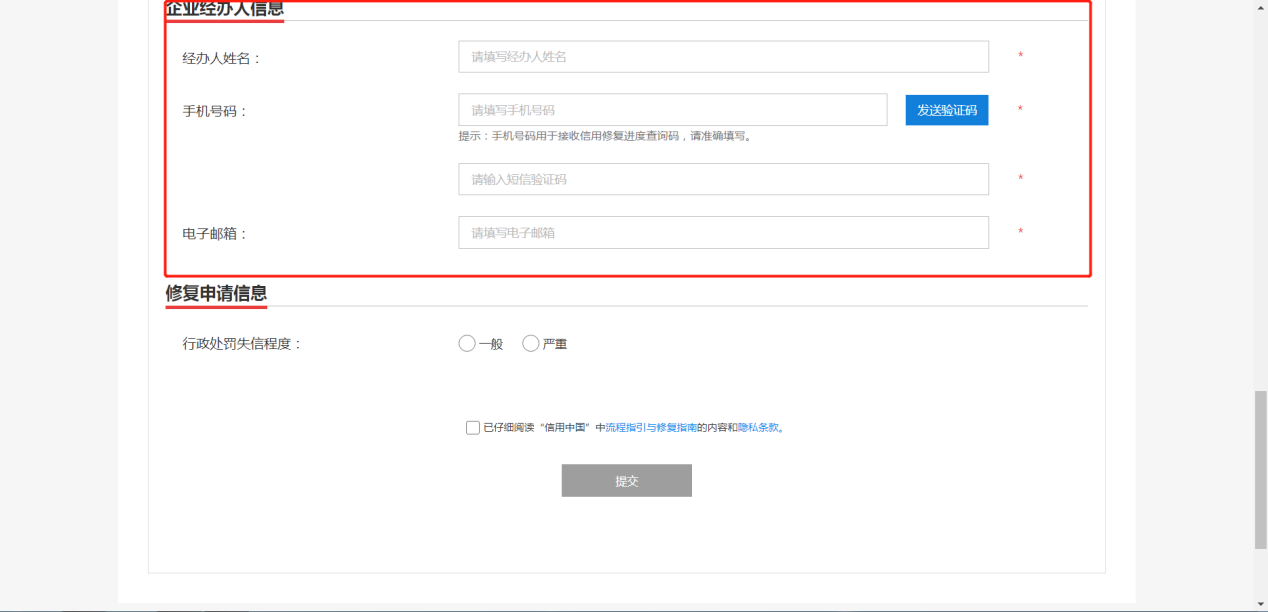 企业经办人信息
经办人姓名：
请填写经办人姓名
*
手机号码：
请填写手机号码
发送验证码
*
提示：手机号码用于接收信用修复进度查询码，请准确填写。
请输入短信验证码
*
电子邮箱：
请填写电子邮箱
*
修复申请信息
行政处罚失信程度：
一般
严重
已仔细阅读“信用中国”中流程指引与修复指南的内容和隐私条款。
提交